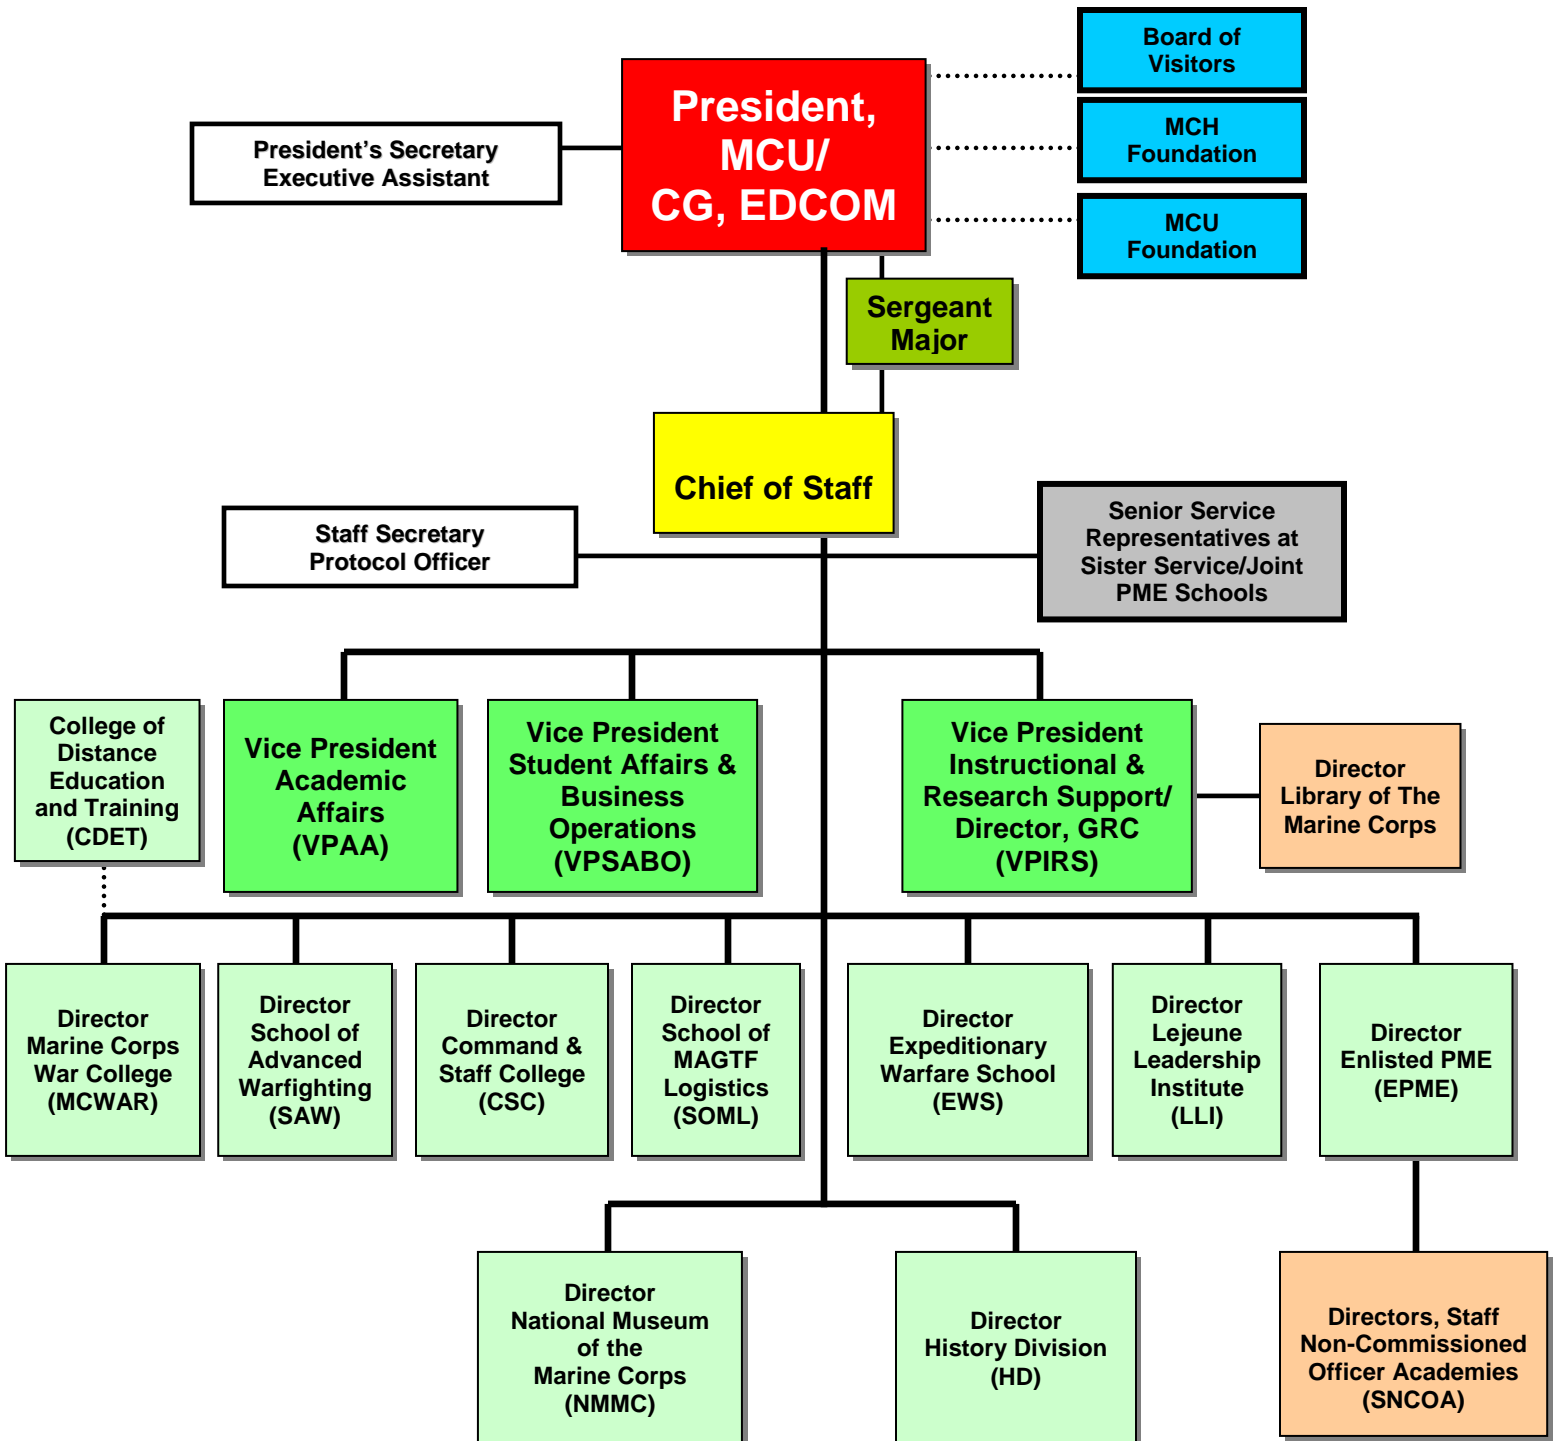 Board of
Visitors
President,
MCU/
CG, EDCOM
MCH
Foundation
President’s Secretary
Executive Assistant
MCU
Foundation
Sergeant
Major
Chief of Staff
Senior Service
Representatives at
Sister Service/Joint
PME Schools
Staff Secretary
Protocol Officer
College of
Distance
Education
and Training
(CDET)
Vice President
Academic
Affairs
(VPAA)
Vice President
Student Affairs &
Business
Operations
(VPSABO)
Vice President
Instructional &
Research Support/
Director, GRC
(VPIRS)
Director
Library of The
Marine Corps
Director
Marine Corps
War College
(MCWAR)
Director
School of
Advanced
Warfighting
(SAW)
Director
Command &
Staff College
(CSC)
Director
School of
MAGTF
Logistics
(SOML)
Director
Expeditionary
Warfare School
(EWS)
Director
Lejeune
Leadership
Institute
(LLI)
Director
Enlisted PME
(EPME)
Director
National Museum
of the
Marine Corps
(NMMC)
Director
History Division
(HD)
Directors, Staff
Non-Commissioned
Officer Academies
(SNCOA)